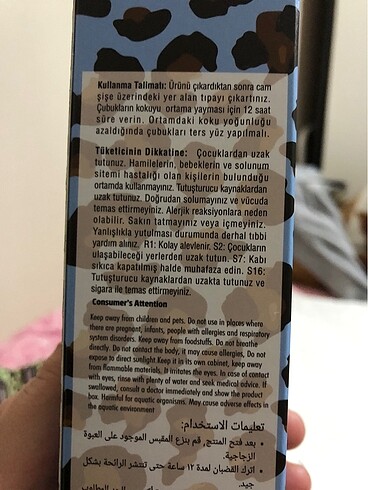 Kullanma Talimatı: Ürünü çıkardıktan sonra cam
şişe üzerindeki yer alan tıpayı çıkartınız.
Çubukların kokuyu ortama yayması için 12 saat
süre verin. Ortamdaki koku yoğunluğu
azaldığında çubukları ters yüz yapılmalı.
Tüketicinin Dikkatine: Çocuklardan uzak
tutunuz. Hamilelerin, bebeklerin ve solunum
sitemi hastalığı olan kişilerin bulunduğu
ortamda kullanmayınız. Tutuşturucu kaynaklardan
uzak tutunuz. Doğrudan solumayınız ve vücuda
temas ettirmeyiniz. Alerjik reaksiyonlara neden
olabilir. Sakın tatmayınız veya içmeyiniz.
Yanlışlıkla yutulması durumunda derhal tıbbi
yardım alınız. R1: Kolay alevlenir. S2: Çocukların
ulaşabileceği yerlerden uzak tutun. S7: Kabı
sıkıca kapatılmış halde muhafaza edin. S16:
Tutuşturucu kaynaklardan uzakta tutunuz ve
sigara ile temas ettirmeyiniz.
Consumer's Attention
Keep away from children and pets. Do not use in places where
there are pregnant, infants, people with allergies and respiratory
system disorders. Keep away from foodstuffs. Do not breathe
directly. Do not contact the body, it may cause allergies, Do not
expose to direct sunlight Keep it in its own cabinet, keep away
from flammable materials, It irritates the eyes. In case of contact
with eyes, rinse with plenty of water and seek medical advice. If
swallowed, consult a doctor immediately and show the product
box. Harmful for aquatic organisms. May cause adverse effects in
the aquatic environment
تعليمات الاستخدام:
• بعد فتح المنتج، قم بنزع المقبس الموجود على العبوة
الزجاجية.
• اترك القضبان لمدة ١٢ ساعة حتى تنتشر الرائحة بشكل
جيد.